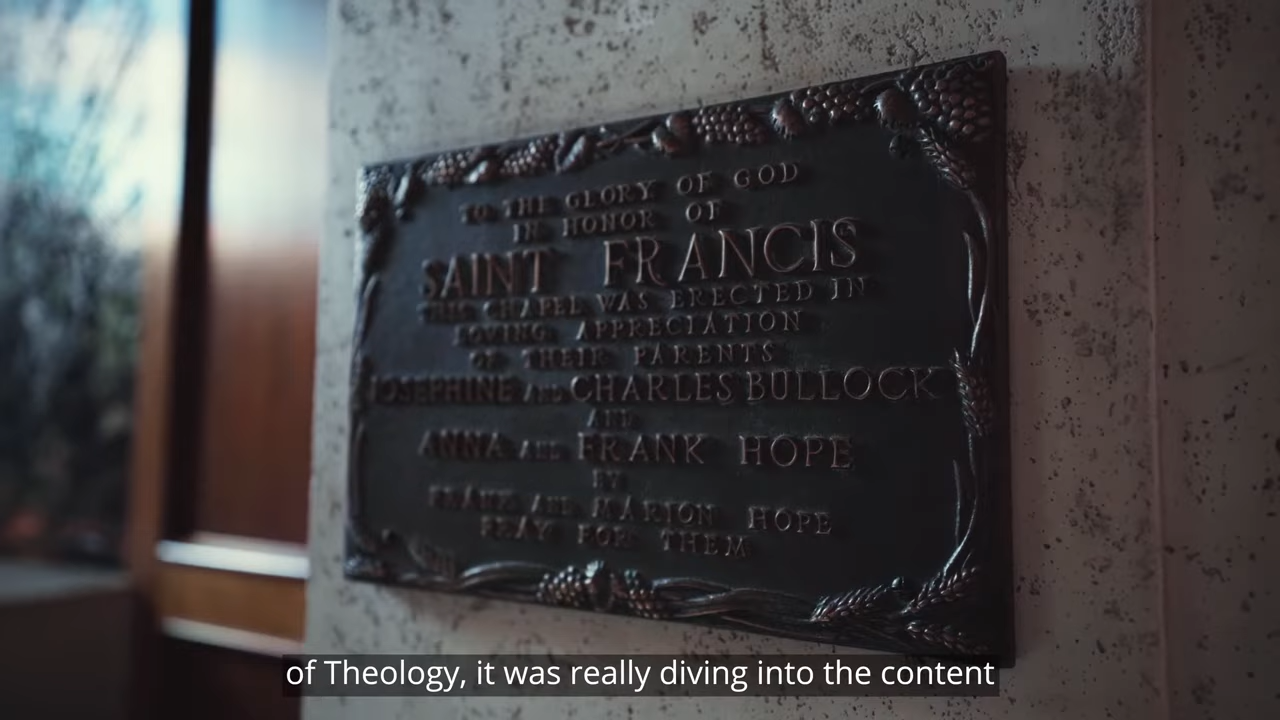 TO THE GLORY OF GOD
IN HONOR OF
SAINT FRANCIS
THIS CHAPEL WAS ERECTED IN
LOVING APPRECIATION
OF THEIR PARENTS
JOSEPHINE AND CHARLES BULLOCK
AND
ANNA AND FRANK HOPE
BY
FRANK AND MARION HOPE
PRAY FOR THEM
of Theology, it was really diving into the content